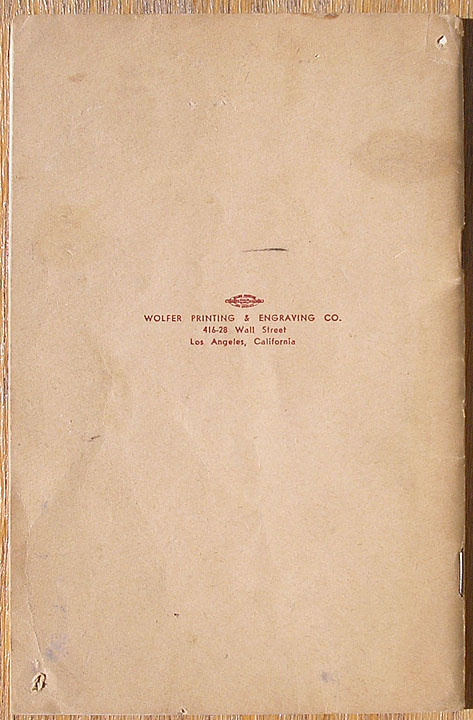 WOLFER PRINTING & ENGRAVING CO.
416-28 Wall Street
Los Angeles, California